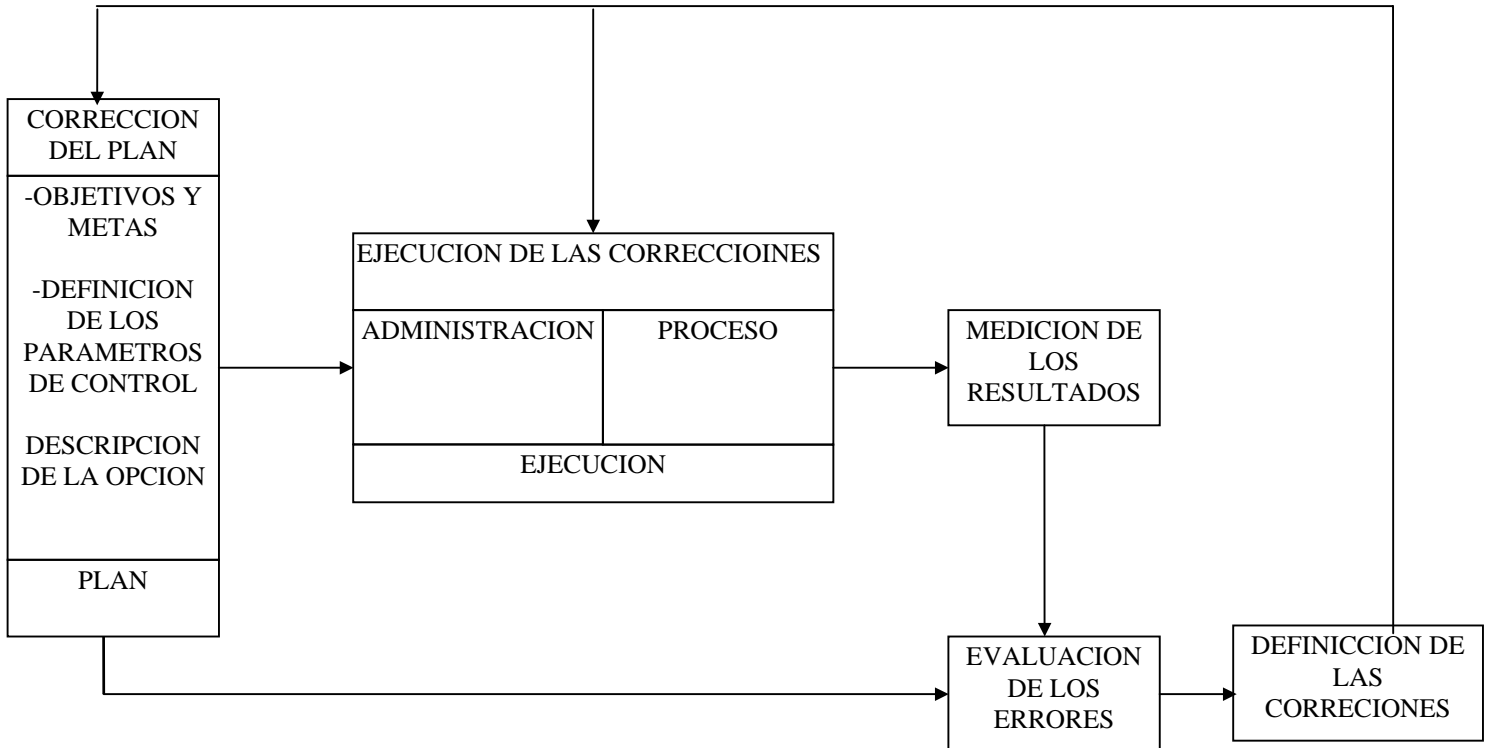 CORRECCION
DEL PLAN
-OBJETIVOS Y
METAS
-DEFINICION
DE LOS
PARAMETROS
DE CONTROL
DESCRIPCION
DE LA OPCION
PLAN
EJECUCION DE LAS CORRECCIOINES
ADMINISTRACION
PROCESO
EJECUCION
MEDICION DE
LOS
RESULTADOS
EVALUACION
DE LOS
ERRORES
DEFINICCION DE
LAS
CORRECIONES